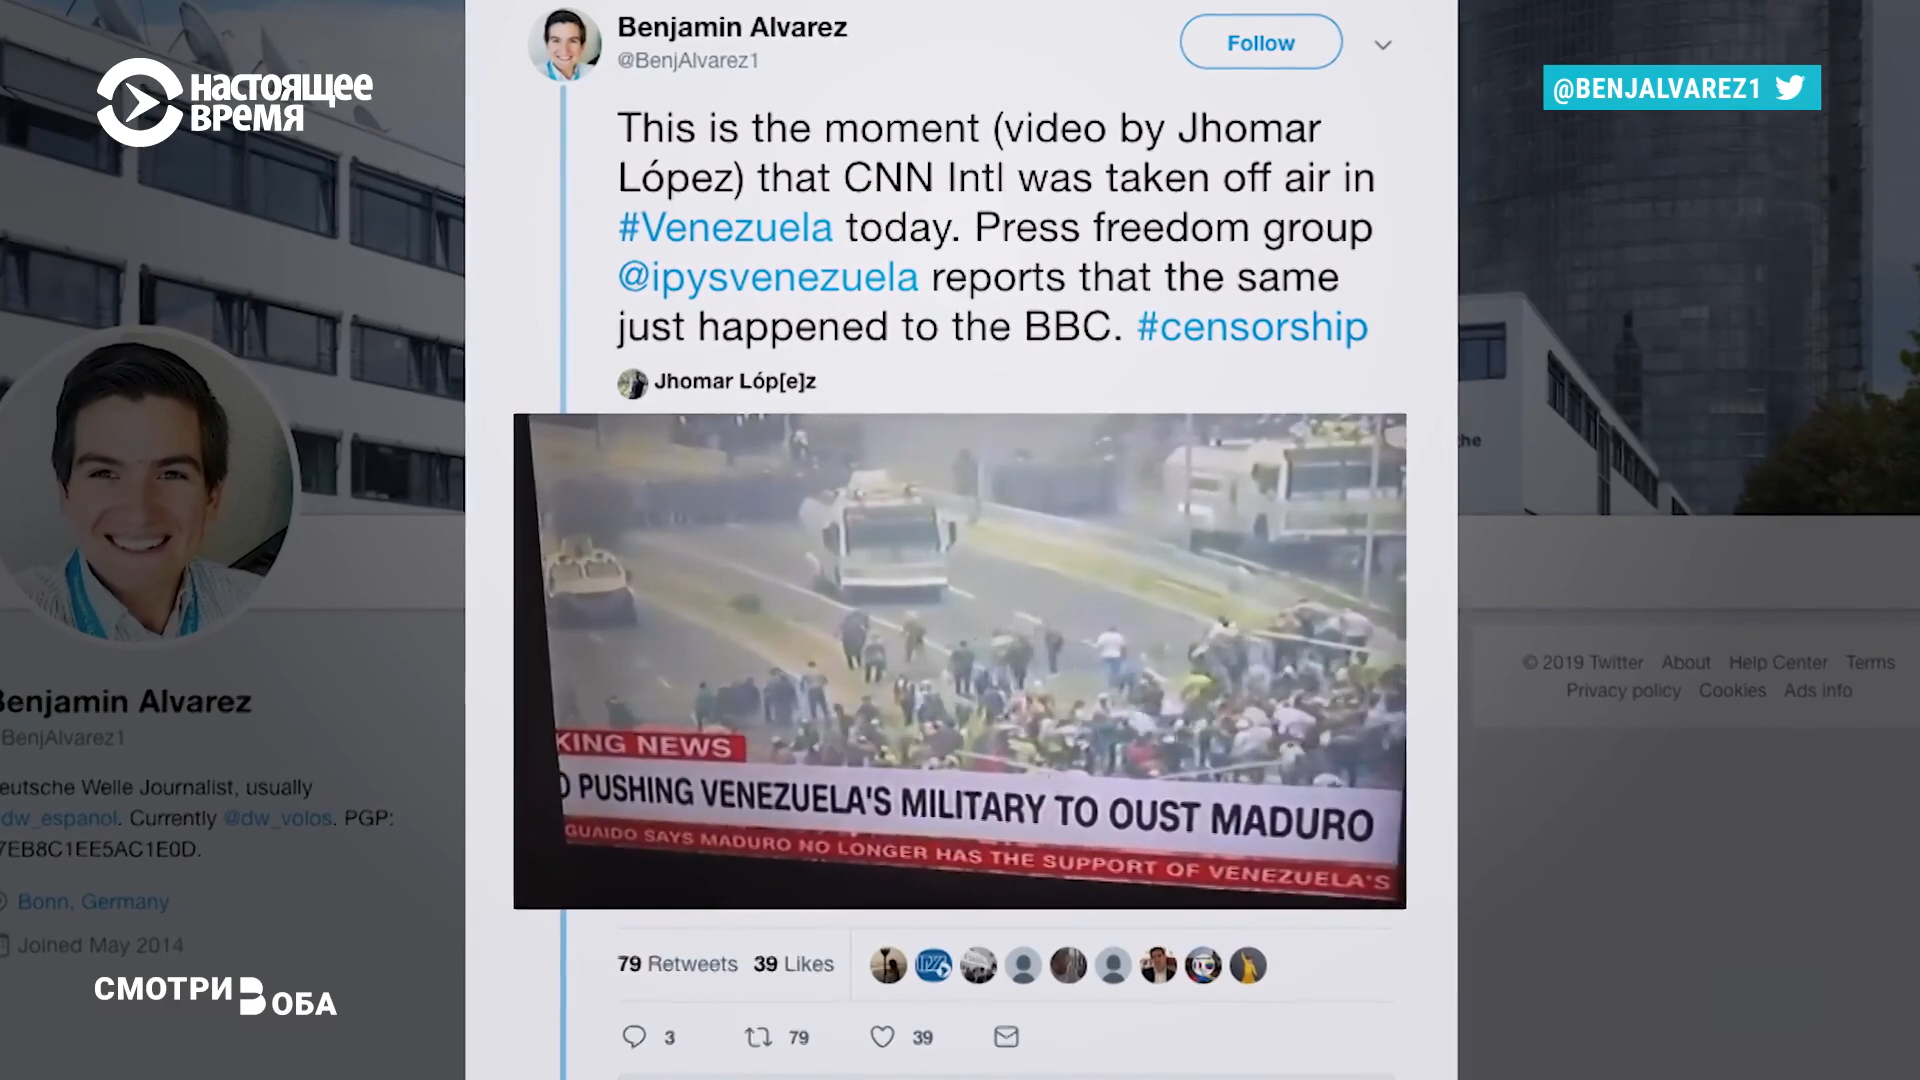 НАСТОЯЩЕЕ
ВРЕМЯ
@BENJALVAREZ1
Benjamin Alvarez
@BenjAlvarez1
Follow
This is the moment (video by Jhomar
López) that CNN Intl was taken off air in
#Venezuela today. Press freedom group
@ipysvenezuela reports that the same
just happened to the BBC. #censorship
Jhomar Lóp[e]z
KING NEWS
PUSHING VENEZUELA'S MILITARY TO OUST MADURO
GUAIDO SAYS MADURO NO LONGER HAS THE SUPPORT OF VENEZUELA'S
79 Retweets 39 Likes
3 79 39
Benjamin Alvarez
BenjAlvarez1
eutsche Welle Journalist, usually
dw_espanol. Currently @dw_volos. PGP:
7EB8C1EE5AC1E0D.
Bonn, Germany
Joined May 2014
СМОТРИ В ОБА
he
© 2019 Twitter About Help Center Terms
Privacy policy Cookies Ads info